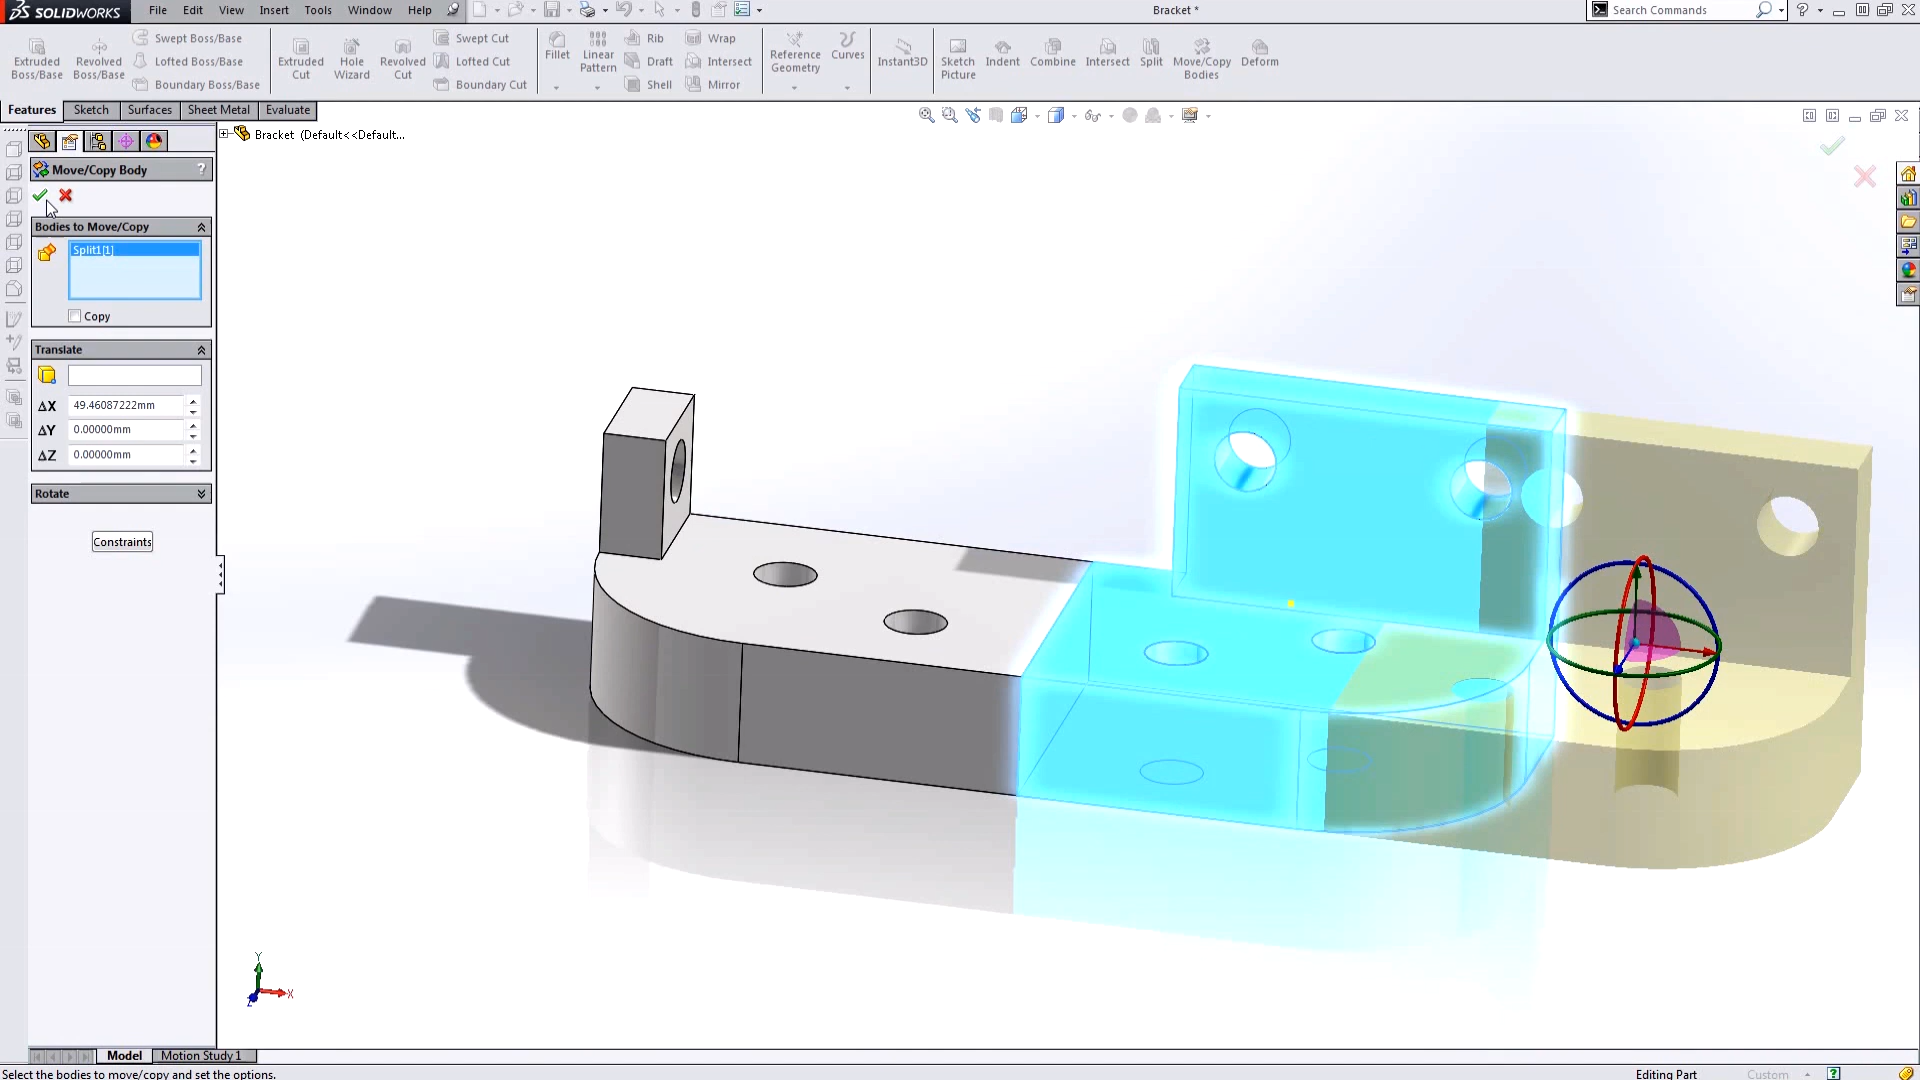 SOLIDWORKS
File Edit View Insert Tools Window Help
Bracket *
Search Commands
Extruded Boss/Base
Revolved Boss/Base
Swept Boss/Base
Lofted Boss/Base
Boundary Boss/Base
Extruded Cut
Hole Wizard
Revolved Cut
Swept Cut
Lofted Cut
Boundary Cut
Fillet
Linear Pattern
Rib
Draft
Shell
Wrap
Intersect
Mirror
Reference Geometry
Curves
Instant3D
Sketch Picture
Indent
Combine
Intersect
Split
Move/Copy Bodies
Deform
Features Sketch Surfaces Sheet Metal Evaluate
Bracket (Default<<Default...
Move/Copy Body ?
Bodies to Move/Copy
Split1[1]
Copy
Translate
ΔX 49.46087222mm
ΔY 0.00000mm
ΔZ 0.00000mm
Rotate
Constraints
Y
X
Z
Model Motion Study 1
Select the bodies to move/copy and set the options.
Editing Part
Custom